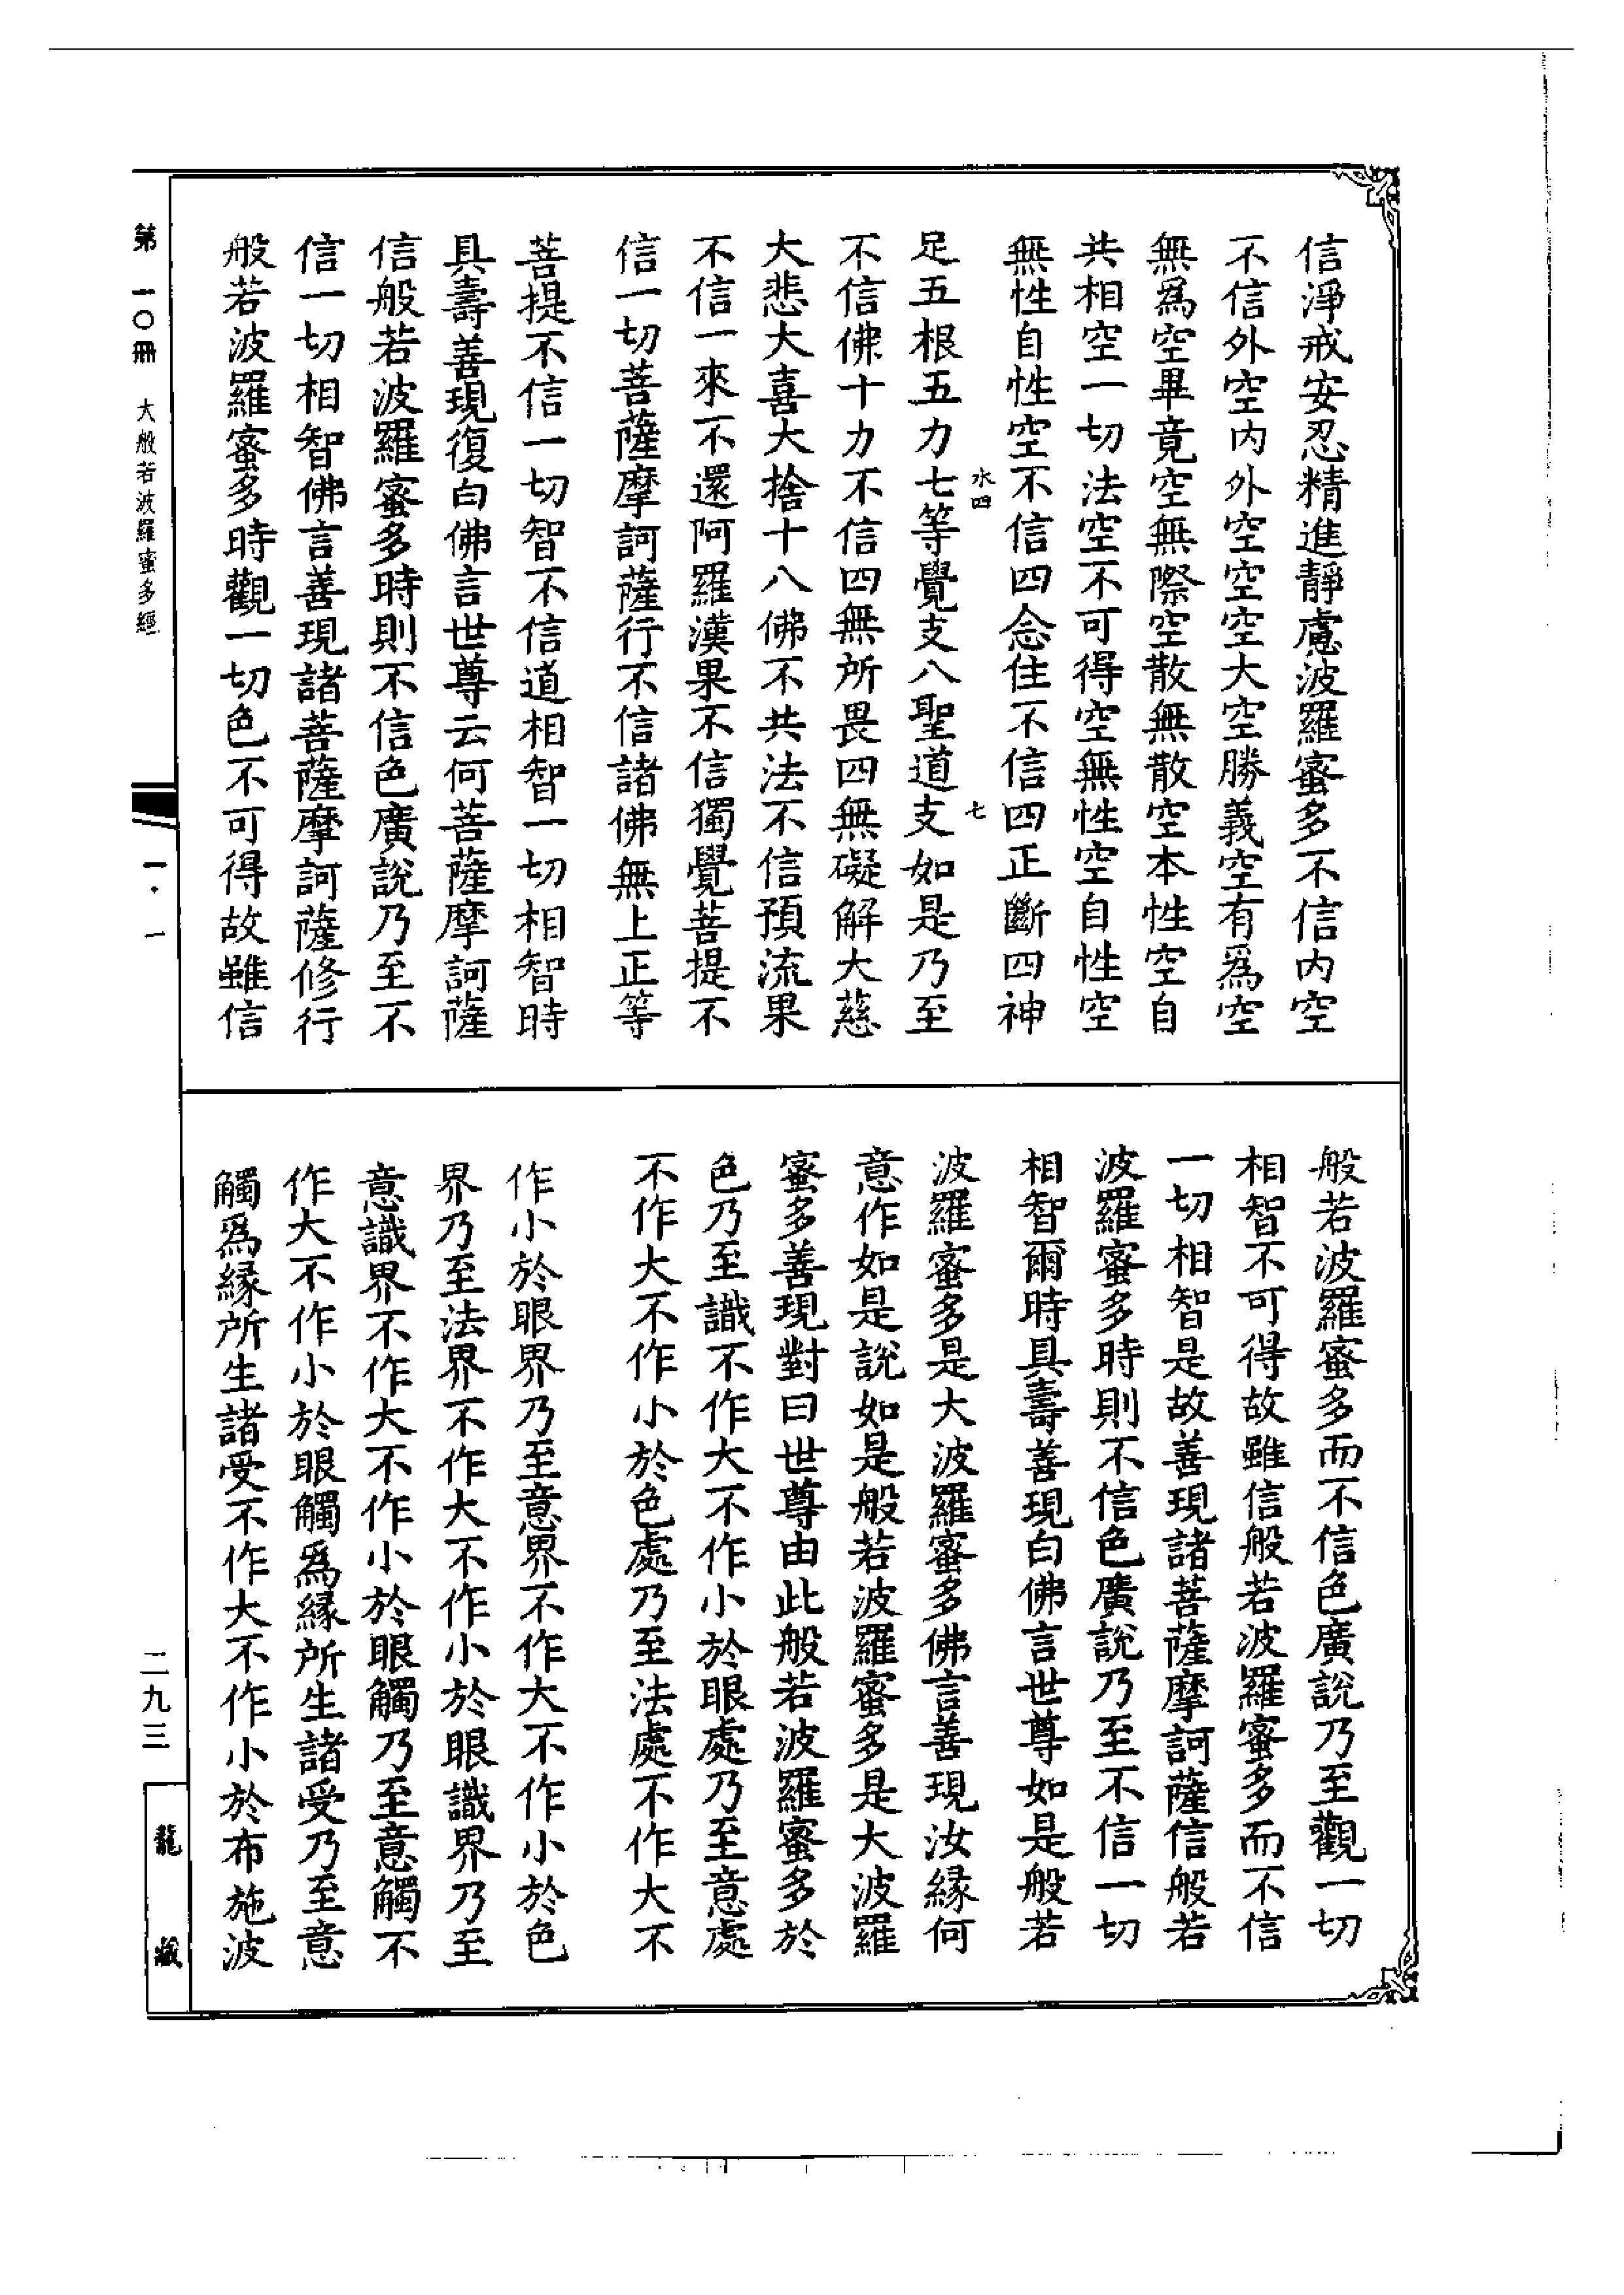 信淨戒安忍精進靜慮波羅蜜多不信内空
不信外空内外空空空大空勝義空有爲空
無爲空畢竟空無際空散無散空本性空自
共相空一切法空不可得空無性空自性空
無性自性空不信四念住不信四正斷四神
水四
七
足五根五力七等覺支八聖道支如是乃至
不信佛十力不信四無所畏四無礙解大慈
大悲大喜大捨十八佛不共法不信預流果
不信一來不還阿羅漢果不信獨覺菩提不
信一切菩薩摩訶薩行不信諸佛無上正等
菩提不信一切智不信道相智一切相智時
具壽善現復白佛言世尊云何菩薩摩訶薩
信般若波羅蜜多時則不信色廣說乃至不
信一切相智佛言善現諸菩薩摩訶薩修行
般若波羅蜜多時觀一切色不可得故雖信
般若波羅蜜多而不信色廣說乃至觀一切
相智不可得故雖信般若波羅蜜多而不信
一切相智是故善現諸菩薩摩訶薩信般若
波羅蜜多時則不信色廣說乃至不信一切
相智爾時具壽善現白佛言世尊如是般若
波羅蜜多是大波羅蜜多佛言善現汝緣何
意作如是說如是般若波羅蜜多是大波羅
蜜多善現對曰世尊由此般若波羅蜜多於
色乃至識不作大不作小於眼處乃至意處
不作大不作小於色處乃至法處不作大不
作小於眼界乃至意界不作大不作小於色
界乃至法界不作大不作小於眼識界乃至
意識界不作大不作小於眼觸乃至意觸不
作大不作小於眼觸爲緣所生諸受乃至意
觸爲緣所生諸受不作大不作小於布施波
第一〇冊 大般若波羅蜜多經
一·一
二九三
龍藏